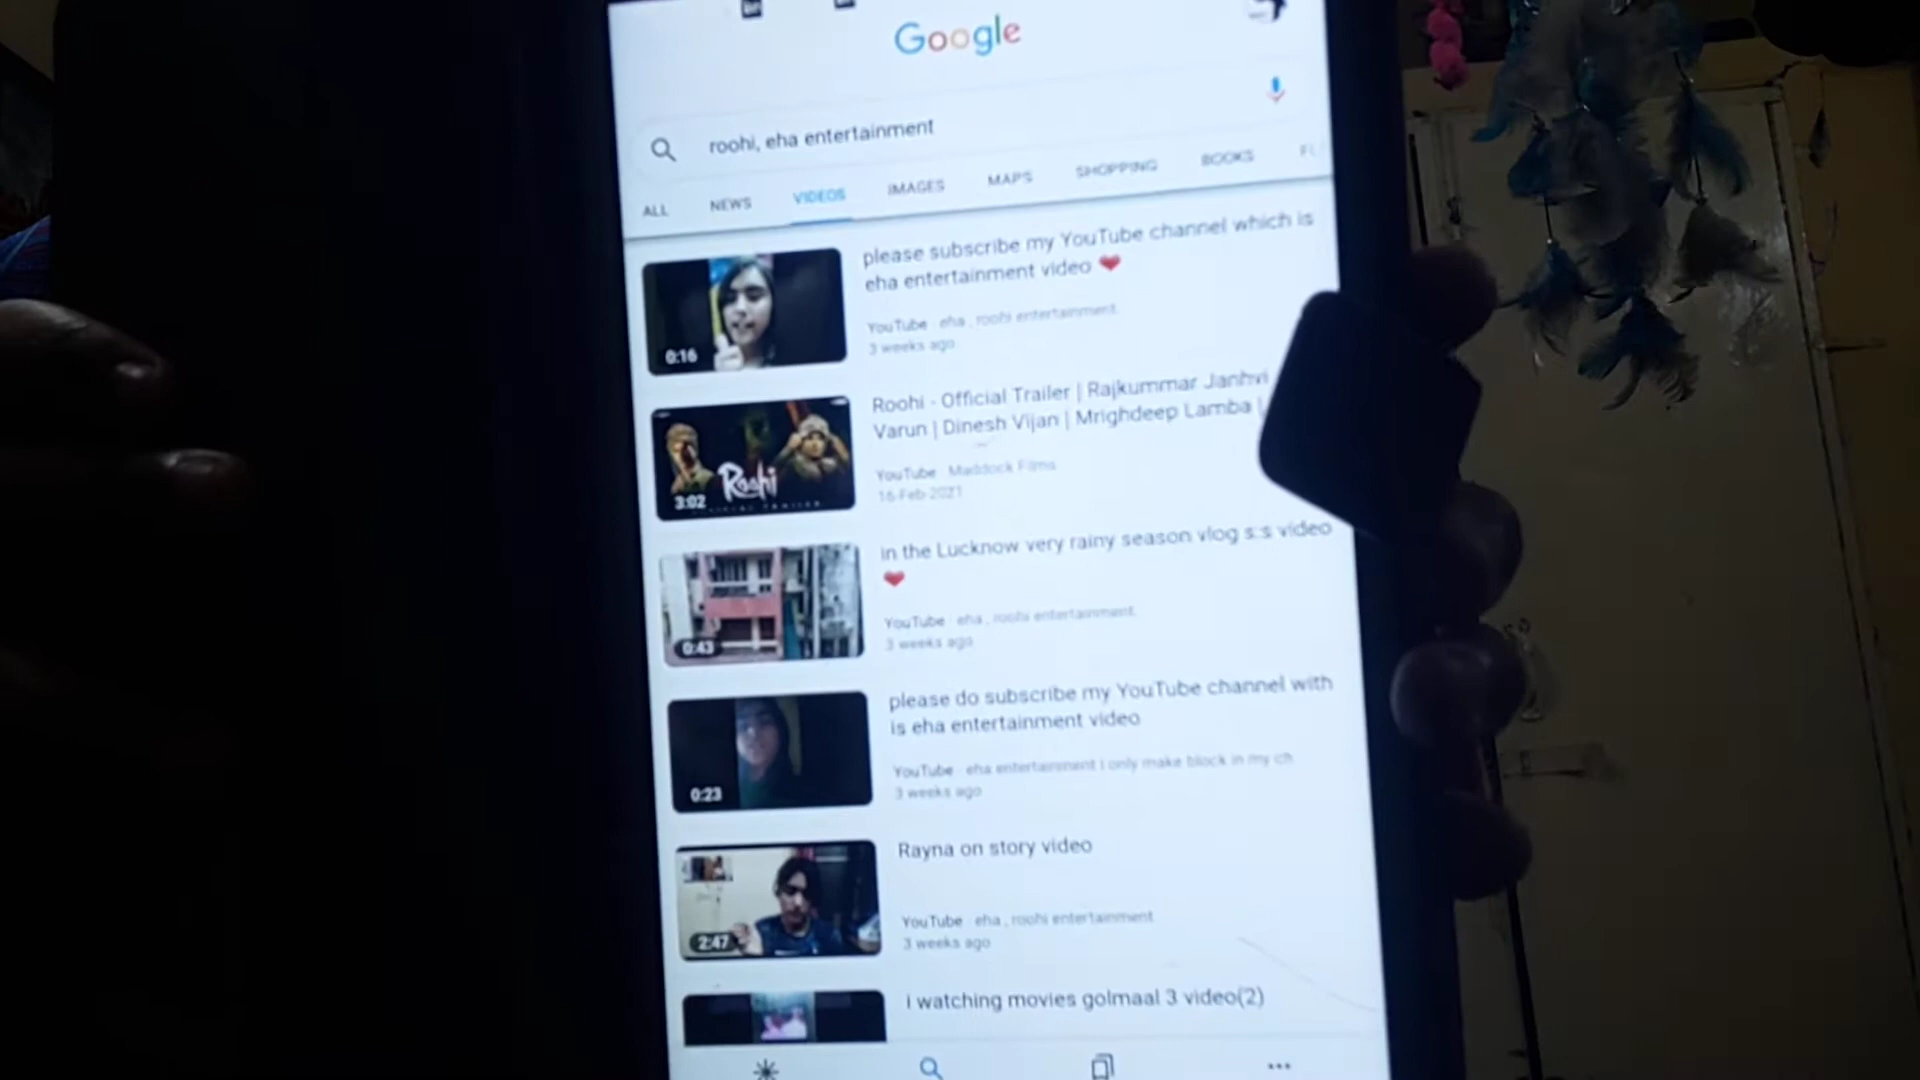 Google
roohi, eha entertainment
ALL NEWS VIDEOS IMAGES MAPS SHOPPING BOOKS
please subscribe my YouTube channel which is
eha entertainment video ❤
YouTube · eha , roohi entertainment
3 weeks ago
0:16
Roohi - Official Trailer | Rajkummar Janhvi
Varun | Dinesh Vijan | Mrighdeep Lamba |
YouTube · Maddock Films
16-Feb-2021
Roohi
3:02
in the Lucknow very rainy season vlog s:s video
❤
YouTube · eha , roohi entertainment
3 weeks ago
0:43
please do subscribe my YouTube channel with
is eha entertainment video
YouTube · eha entertainment i only make block in my ch
3 weeks ago
0:23
Rayna on story video
YouTube · eha , roohi entertainment
3 weeks ago
2:47
i watching movies golmaal 3 video(2)